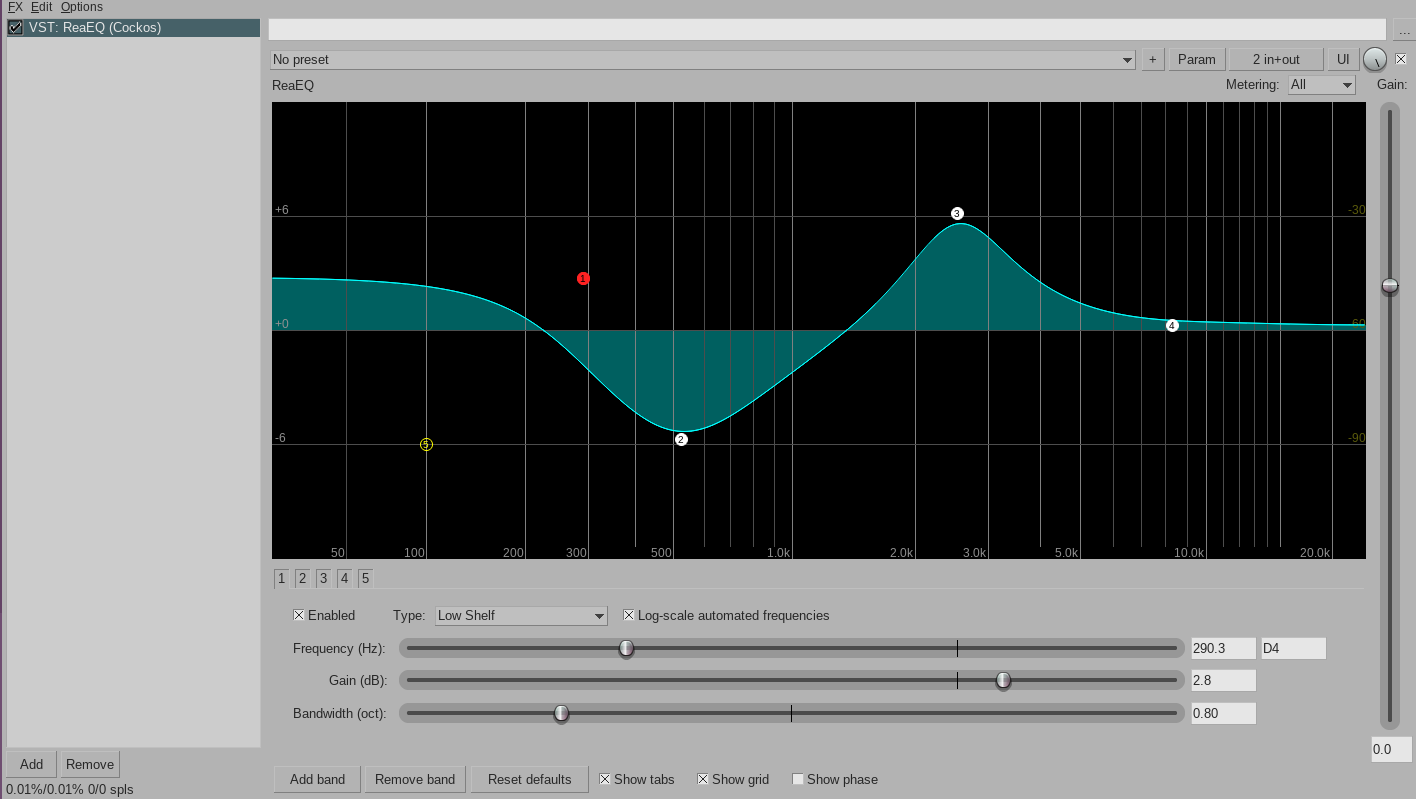 FX Edit Options
VST: ReaEQ (Cockos)
...
No preset
+ Param 2 in+out UI
ReaEQ
Metering: All Gain:
+6 -30
3
1
+0 -60
4
2
-6 -90
5
50 100 200 300 500 1.0k 2.0k 3.0k 5.0k 10.0k 20.0k
1 2 3 4 5
Enabled Type: Low Shelf Log-scale automated frequencies
Frequency (Hz): 290.3 D4
Gain (dB): 2.8
Bandwidth (oct): 0.80
0.0
Add Remove
Add band Remove band Reset defaults Show tabs Show grid Show phase
0.01%/0.01% 0/0 spls